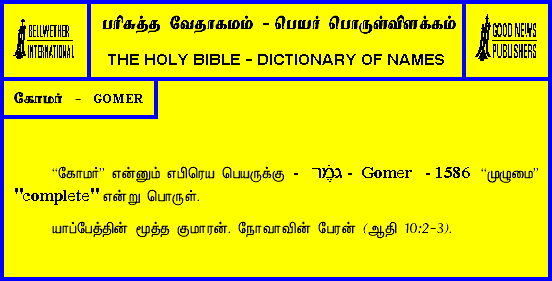 BELLWETHER
INTERNATIONAL
பரிசுத்த வேதாகமம் - பெயர் பொருள்விளக்கம்
THE HOLY BIBLE - DICTIONARY OF NAMES
GOOD NEWS
PUBLISHERS
கோமர் - GOMER
“கோமர்” என்னும் எபிரெய பெயருக்கு - גֹּמֶר - Gomer - 1586 “முழுமை”
"complete" என்று பொருள்.
யாப்பேத்தின் மூத்த குமாரன். நோவாவின் பேரன் (ஆதி 10:2-3).